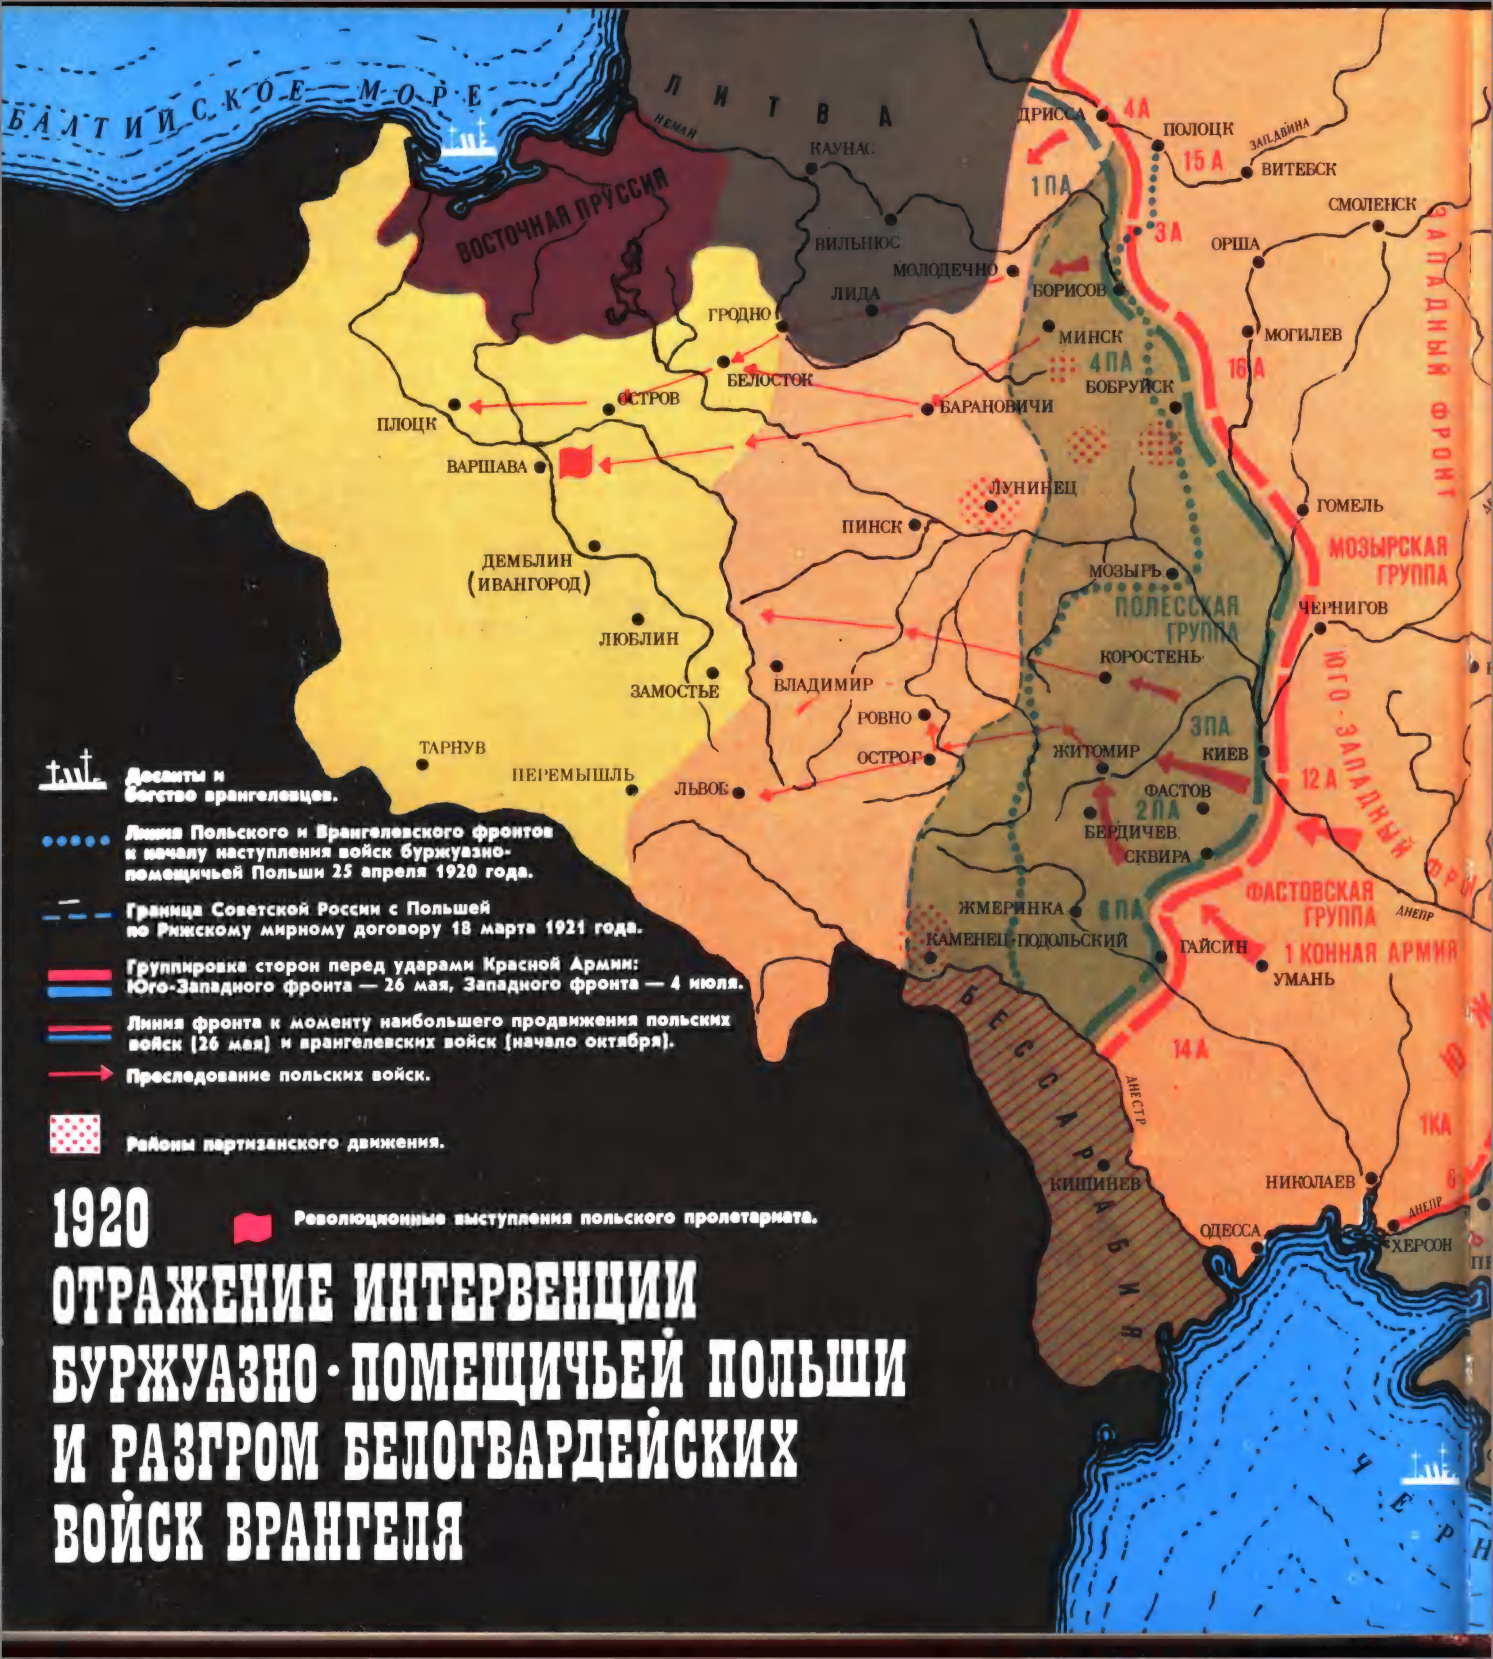 БАЛТИЙСКОЕ МОРЕ
ЛИТВА
НЕМАН
КАУНАС
ВИЛЬНЮС
МОЛОДЕЧНО
ЛИДА
ВОСТОЧНАЯ ПРУССИЯ
ДРИССА
4А
ПОЛОЦК
ЗАП.ДВИНА
15 А
ВИТЕБСК
1 ПА
СМОЛЕНСК
3А
ОРША
БОРИСОВ
ГРОДНО
МИНСК
МОГИЛЕВ
4 ПА
16 А
БЕЛОСТОК
БОБРУЙСК
ОСТРОВ
БАРАНОВИЧИ
ПЛОЦК
ЗАПАДНЫЙ ФРОНТ
ВАРШАВА
ЛУНИНЕЦ
ГОМЕЛЬ
ПИНСК
МОЗЫРСКАЯ
ГРУППА
ДЕМБЛИН
(ИВАНГОРОД)
МОЗЫРЬ
ПОЛЕССКАЯ
ГРУППА
ЧЕРНИГОВ
ЛЮБЛИН
КОРОСТЕНЬ
ЗАМОСТЬЕ
ВЛАДИМИР
РОВНО
3ПА
ЮГО-ЗАПАДНЫЙ ФРО
ТАРНУВ
ОСТРОГ
ЖИТОМИР
КИЕВ
ПЕРЕМЫШЛЬ
ЛЬВОВ
ФАСТОВ
12 А
2 ПА
БЕРДИЧЕВ.
СКВИРА
ФАСТОВСКАЯ
ГРУППА
ДНЕПР
ЖМЕРИНКА
6 ПА
КАМЕНЕЦ-ПОДОЛЬСКИЙ
ГАЙСИН
1 КОННАЯ АРМИЯ
УМАНЬ
БЕССАРАБИЯ
14 А
ДНЕСТР
1КА
КИШИНЕВ
НИКОЛАЕВ
6
ДНЕПР
ОДЕССА
ХЕРСОН
ЧЕРН
Десанты и
бегство врангелевцев.
Линия Польского и Врангелевского фронтов
к началу наступления войск буржуазно-
помещичьей Польши 25 апреля 1920 года.
Граница Советской России с Польшей
по Рижскому мирному договору 18 марта 1921 года.
Группировка сторон перед ударами Красной Армии:
Юго-Западного фронта — 26 мая, Западного фронта — 4 июля.
Линия фронта к моменту наибольшего продвижения польских
войск (26 мая) и врангелевских войск (начало октября).
Преследование польских войск.
Районы партизанского движения.
Революционные выступления польского пролетариата.
1920
ОТРАЖЕНИЕ ИНТЕРВЕНЦИИ
БУРЖУАЗНО-ПОМЕЩИЧЬЕЙ ПОЛЬШИ
И РАЗГРОМ БЕЛОГВАРДЕЙСКИХ
ВОЙСК ВРАНГЕЛЯ